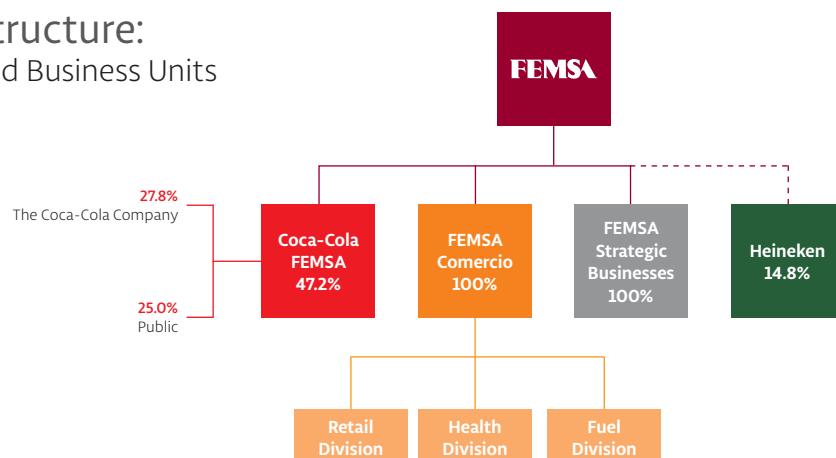 tructure:
d Business Units
FEMSA
27.8%
The Coca-Cola Company
25.0%
Public
Coca-Cola
FEMSA
47.2%
FEMSA
Comercio
100%
FEMSA
Strategic
Businesses
100%
Heineken
14.8%
Retail
Division
Health
Division
Fuel
Division